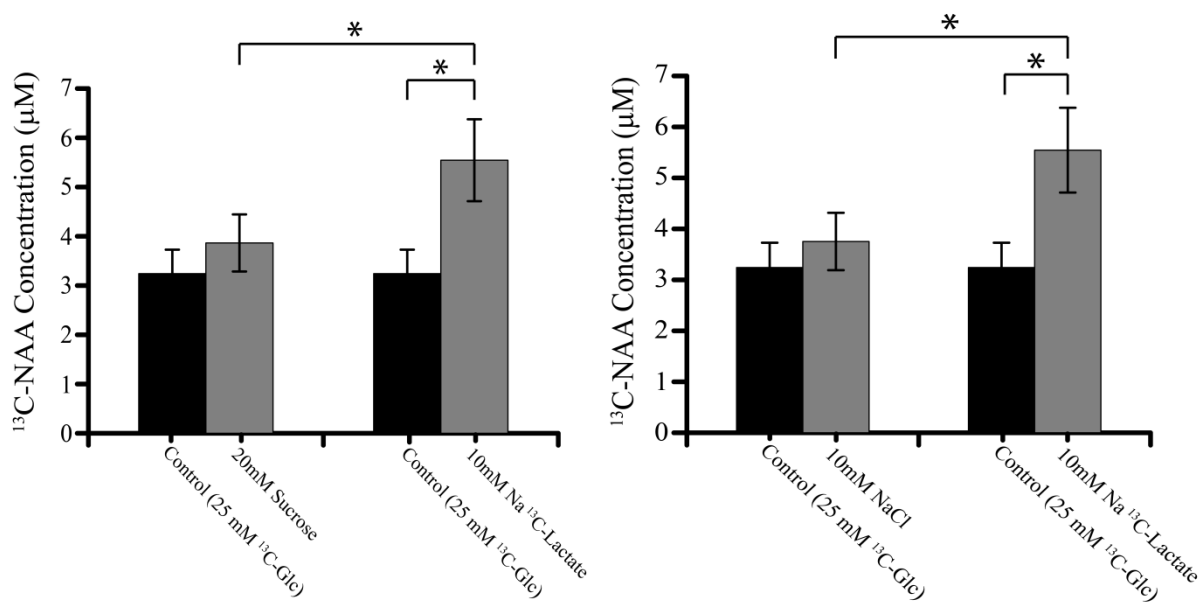 *
*
¹³C-NAA Concentration (µM)
7
6
5
4
3
2
1
0
Control (25 mM ¹³C-Glc)
20mM Sucrose
Control (25 mM ¹³C-Glc)
10mM Na ¹³C-Lactate
*
*
¹³C-NAA Concentration (µM)
7
6
5
4
3
2
1
0
Control (25 mM ¹³C-Glc)
10mM NaCl
Control (25 mM ¹³C-Glc)
10mM Na ¹³C-Lactate